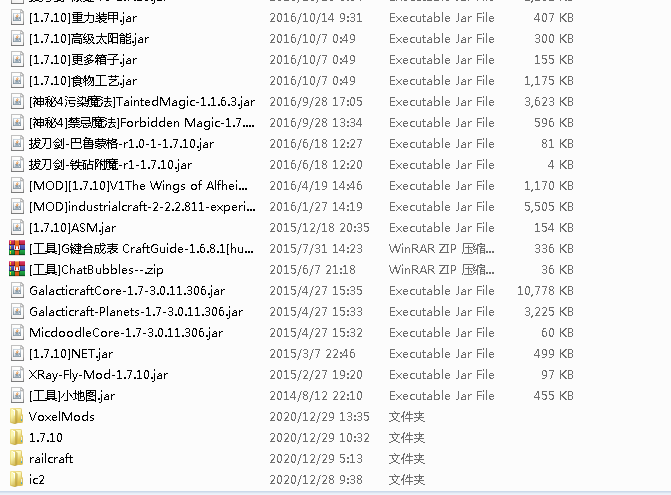 [1.7.10]重力装甲.jar 2016/10/14 9:31 Executable Jar File 407 KB
[1.7.10]高级太阳能.jar 2016/10/7 0:49 Executable Jar File 300 KB
[1.7.10]更多箱子.jar 2016/10/7 0:49 Executable Jar File 155 KB
[1.7.10]食物工艺.jar 2016/10/7 0:49 Executable Jar File 1,175 KB
[神秘4污染魔法]TaintedMagic-1.1.6.3.jar 2016/9/28 17:05 Executable Jar File 3,623 KB
[神秘4]禁忌魔法]Forbidden Magic-1.7.... 2016/9/28 13:34 Executable Jar File 596 KB
拔刀剑-巴鲁蒙格-r1.0-1-1.7.10.jar 2016/6/18 12:27 Executable Jar File 81 KB
拔刀剑-铁砧附魔-r1-1.7.10.jar 2016/6/18 12:20 Executable Jar File 4 KB
[MOD][1.7.10]V1The Wings of Alfhei... 2016/4/19 14:46 Executable Jar File 1,170 KB
[MOD]industrialcraft-2-2.2.811-experi... 2016/1/27 14:19 Executable Jar File 5,505 KB
[1.7.10]ASM.jar 2015/12/18 20:35 Executable Jar File 154 KB
[工具]G键合成表 CraftGuide-1.6.8.1[hu... 2015/7/31 14:23 WinRAR ZIP 压缩... 336 KB
[工具]ChatBubbles--.zip 2015/6/7 21:18 WinRAR ZIP 压缩... 36 KB
GalacticraftCore-1.7-3.0.11.306.jar 2015/4/27 15:35 Executable Jar File 10,778 KB
Galacticraft-Planets-1.7-3.0.11.306.jar 2015/4/27 15:33 Executable Jar File 3,225 KB
MicdoodleCore-1.7-3.0.11.306.jar 2015/4/27 15:32 Executable Jar File 60 KB
[1.7.10]NET.jar 2015/3/7 22:46 Executable Jar File 499 KB
XRay-Fly-Mod-1.7.10.jar 2015/2/27 19:20 Executable Jar File 97 KB
[工具]小地图.jar 2014/8/12 22:10 Executable Jar File 455 KB
VoxelMods 2020/12/29 13:35 文件夹
1.7.10 2020/12/29 10:32 文件夹
railcraft 2020/12/29 5:13 文件夹
ic2 2020/12/28 9:38 文件夹